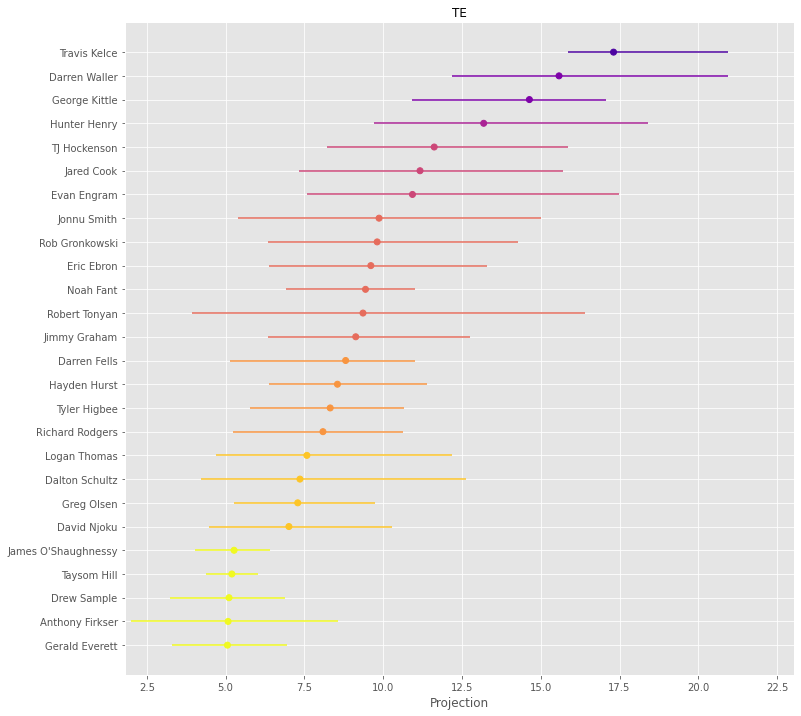 TE
Travis Kelce
Darren Waller
George Kittle
Hunter Henry
TJ Hockenson
Jared Cook
Evan Engram
Jonnu Smith
Rob Gronkowski
Eric Ebron
Noah Fant
Robert Tonyan
Jimmy Graham
Darren Fells
Hayden Hurst
Tyler Higbee
Richard Rodgers
Logan Thomas
Dalton Schultz
Greg Olsen
David Njoku
James O'Shaughnessy
Taysom Hill
Drew Sample
Anthony Firkser
Gerald Everett
2.5 5.0 7.5 10.0 12.5 15.0 17.5 20.0 22.5
Projection